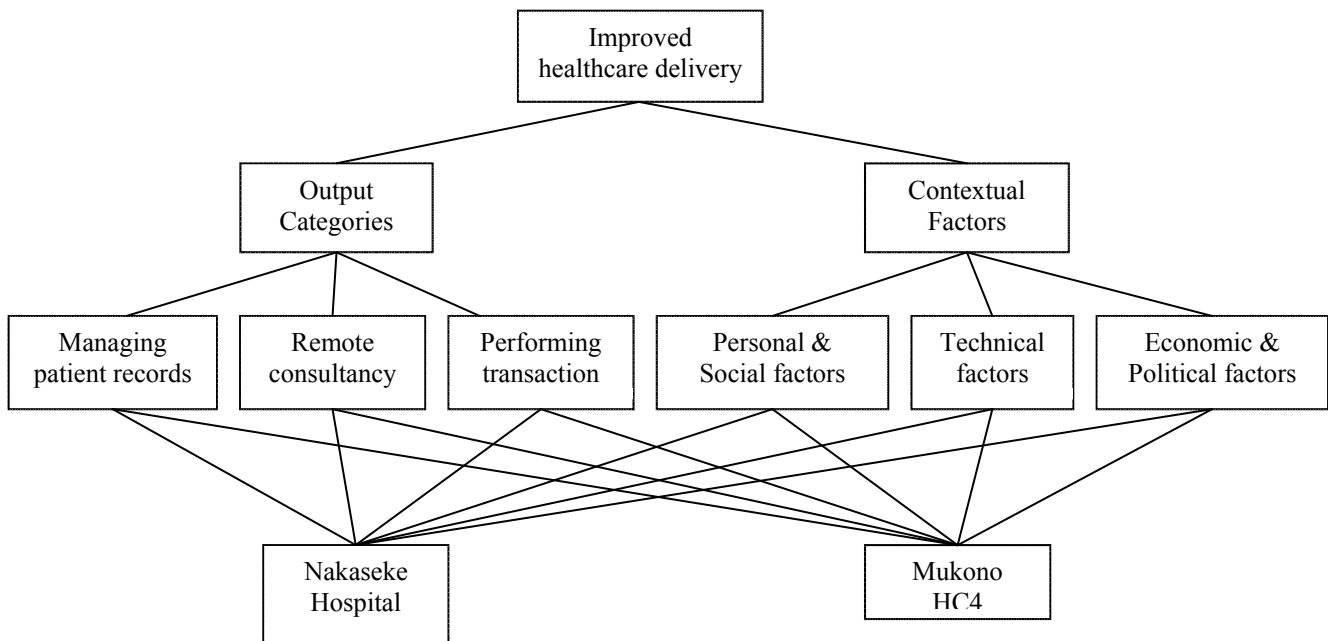 Improved
healthcare delivery
Output
Categories
Contextual
Factors
Managing
patient records
Remote
consultancy
Performing
transaction
Personal &
Social factors
Technical
factors
Economic &
Political factors
Nakaseke
Hospital
Mukono
HC4